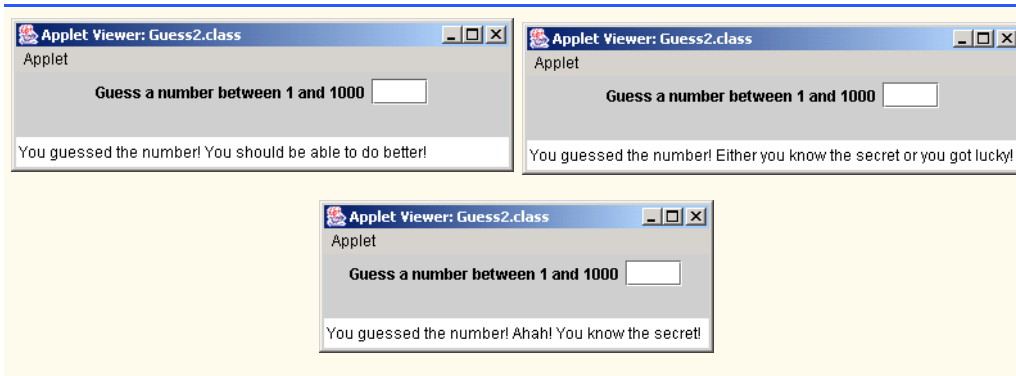 Applet Viewer: Guess2.class
Applet
Guess a number between 1 and 1000
You guessed the number! You should be able to do better!
Applet Viewer: Guess2.class
Applet
Guess a number between 1 and 1000
You guessed the number! Either you know the secret or you got lucky!
Applet Viewer: Guess2.class
Applet
Guess a number between 1 and 1000
You guessed the number! Ahah! You know the secret!